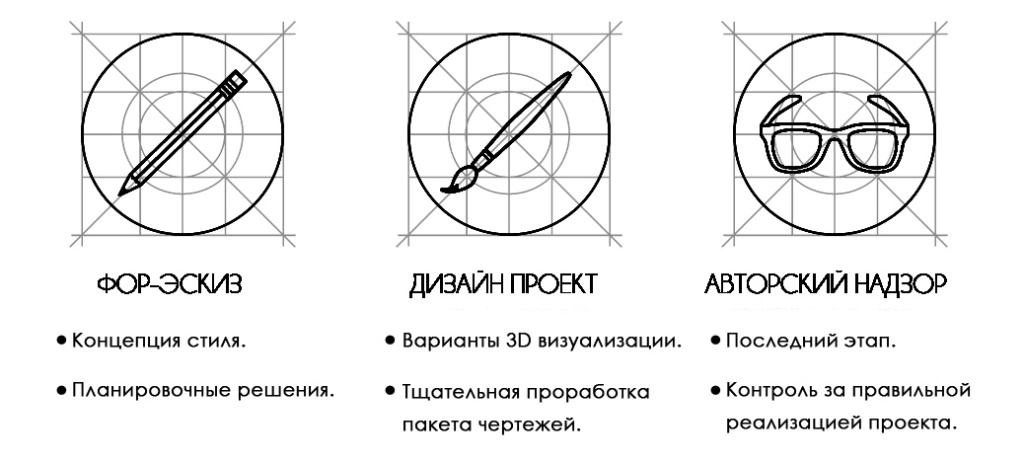 ФОР-ЭСКИЗ
• Концепция стиля.
• Планировочные решения.
ДИЗАЙН ПРОЕКТ
• Варианты 3D визуализации.
• Тщательная проработка
пакета чертежей.
АВТОРСКИЙ НАДЗОР
• Последний этап.
• Контроль за правильной
реализацией проекта.